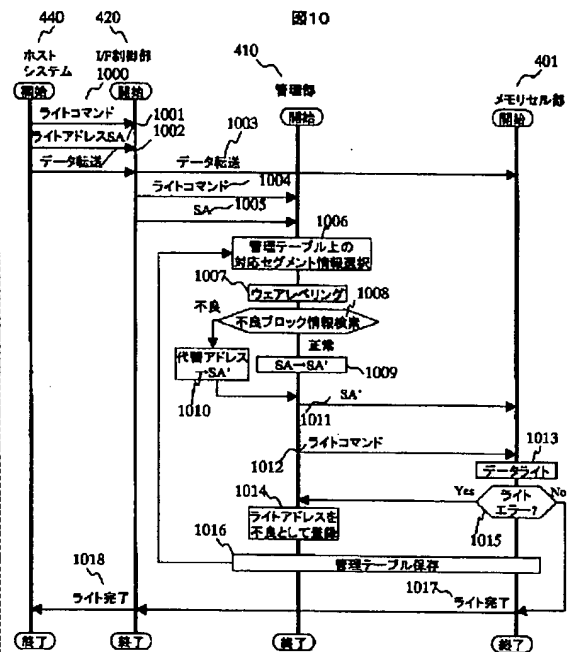 図10
440
420
410
401
ホスト
システム
I/F制御部
管理部
メモリセル部
開始
開始
開始
開始
1000
ライトコマンド
1001
ライトアドレスSA
1002
データ転送
データ転送
1003
ライトコマンド
1004
SA
1005
1006
管理テーブル上の
対応セグメント情報選択
1007
ウェアレベリング
1008
不良
不良ブロック情報検索
正常
代替アドレス
→SA'
1010
SA→SA'
1009
SA'
1011
ライトコマンド
1012
1013
データライト
Yes
ライト
エラー?
No
1015
1014
ライトアドレスを
不良として登録
1016
管理テーブル保存
1018
ライト完了
1017
ライト完了
終了
終了
終了
終了